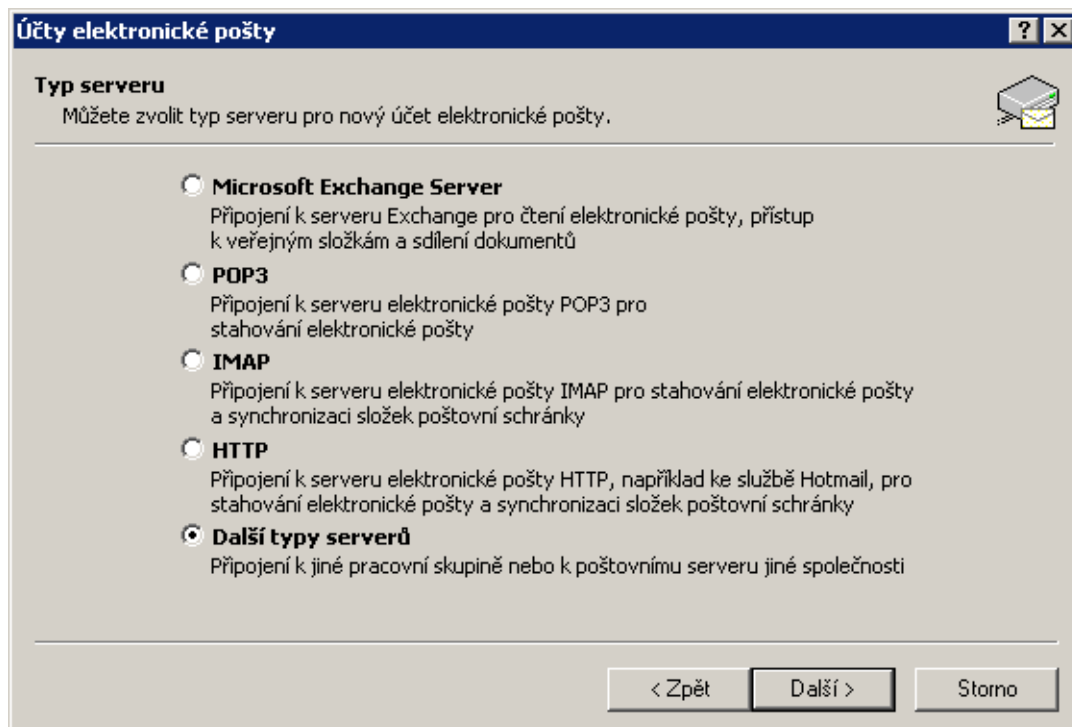 Účty elektronické pošty
Typ serveru
Můžete zvolit typ serveru pro nový účet elektronické pošty.
Microsoft Exchange Server
Připojení k serveru Exchange pro čtení elektronické pošty, přístup
k veřejným složkám a sdílení dokumentů
POP3
Připojení k serveru elektronické pošty POP3 pro
stahování elektronické pošty
IMAP
Připojení k serveru elektronické pošty IMAP pro stahování elektronické pošty
a synchronizaci složek poštovní schránky
HTTP
Připojení k serveru elektronické pošty HTTP, například ke službě Hotmail, pro
stahování elektronické pošty a synchronizaci složek poštovní schránky
Další typy serverů
Připojení k jiné pracovní skupině nebo k poštovnímu serveru jiné společnosti
< Zpět Další > Storno